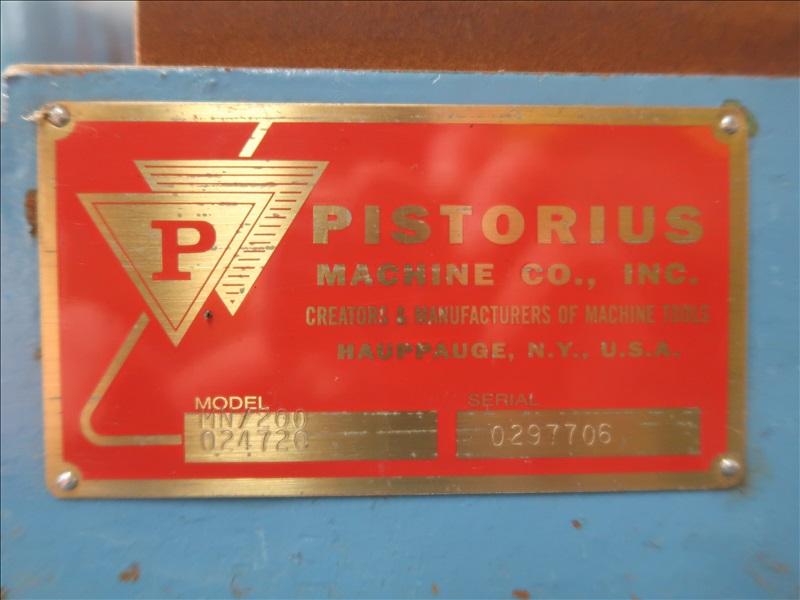 P
PISTORIUS
MACHINE CO., INC.
CREATORS & MANUFACTURERS OF MACHINE TOOLS
HAUPPAUGE, N.Y., U.S.A.
MODEL
MN/200
024720
SERIAL
0297706